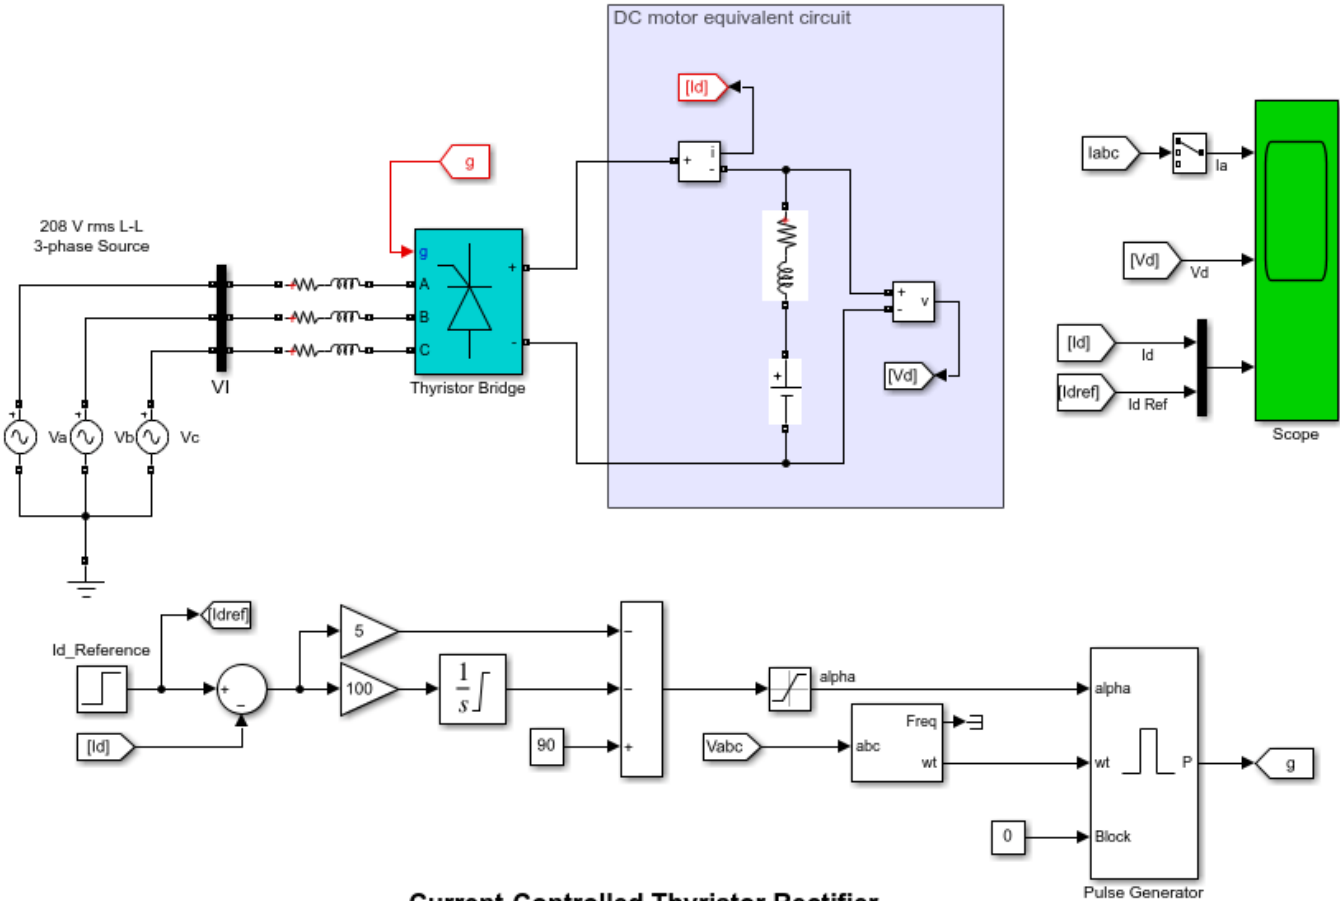 DC motor equivalent circuit
[Id]
i
+
-
g
Iabc
Ia
208 V rms L-L
3-phase Source
g
A
B
C
+
-
Thyristor Bridge
VI
[Vd]
Vd
+
-
v
[Vd]
+
[Id]
Id
[Idref]
Id Ref
Scope
+
Va
+
Vb
+
Vc
[Idref]
Id_Reference
+
-
[Id]
5
100
1
s
-
-
+
90
alpha
Vabc
abc
Freq
wt
alpha
wt
Block
P
g
0
Pulse Generator
Current-Controlled Thyristor Rectifier